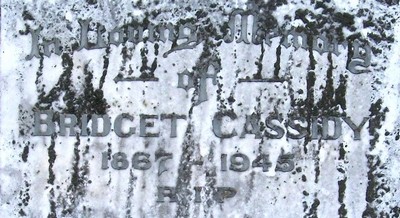 In Loving Memory
of
BRIDGET CASSIDY
1867 - 1945
R I P